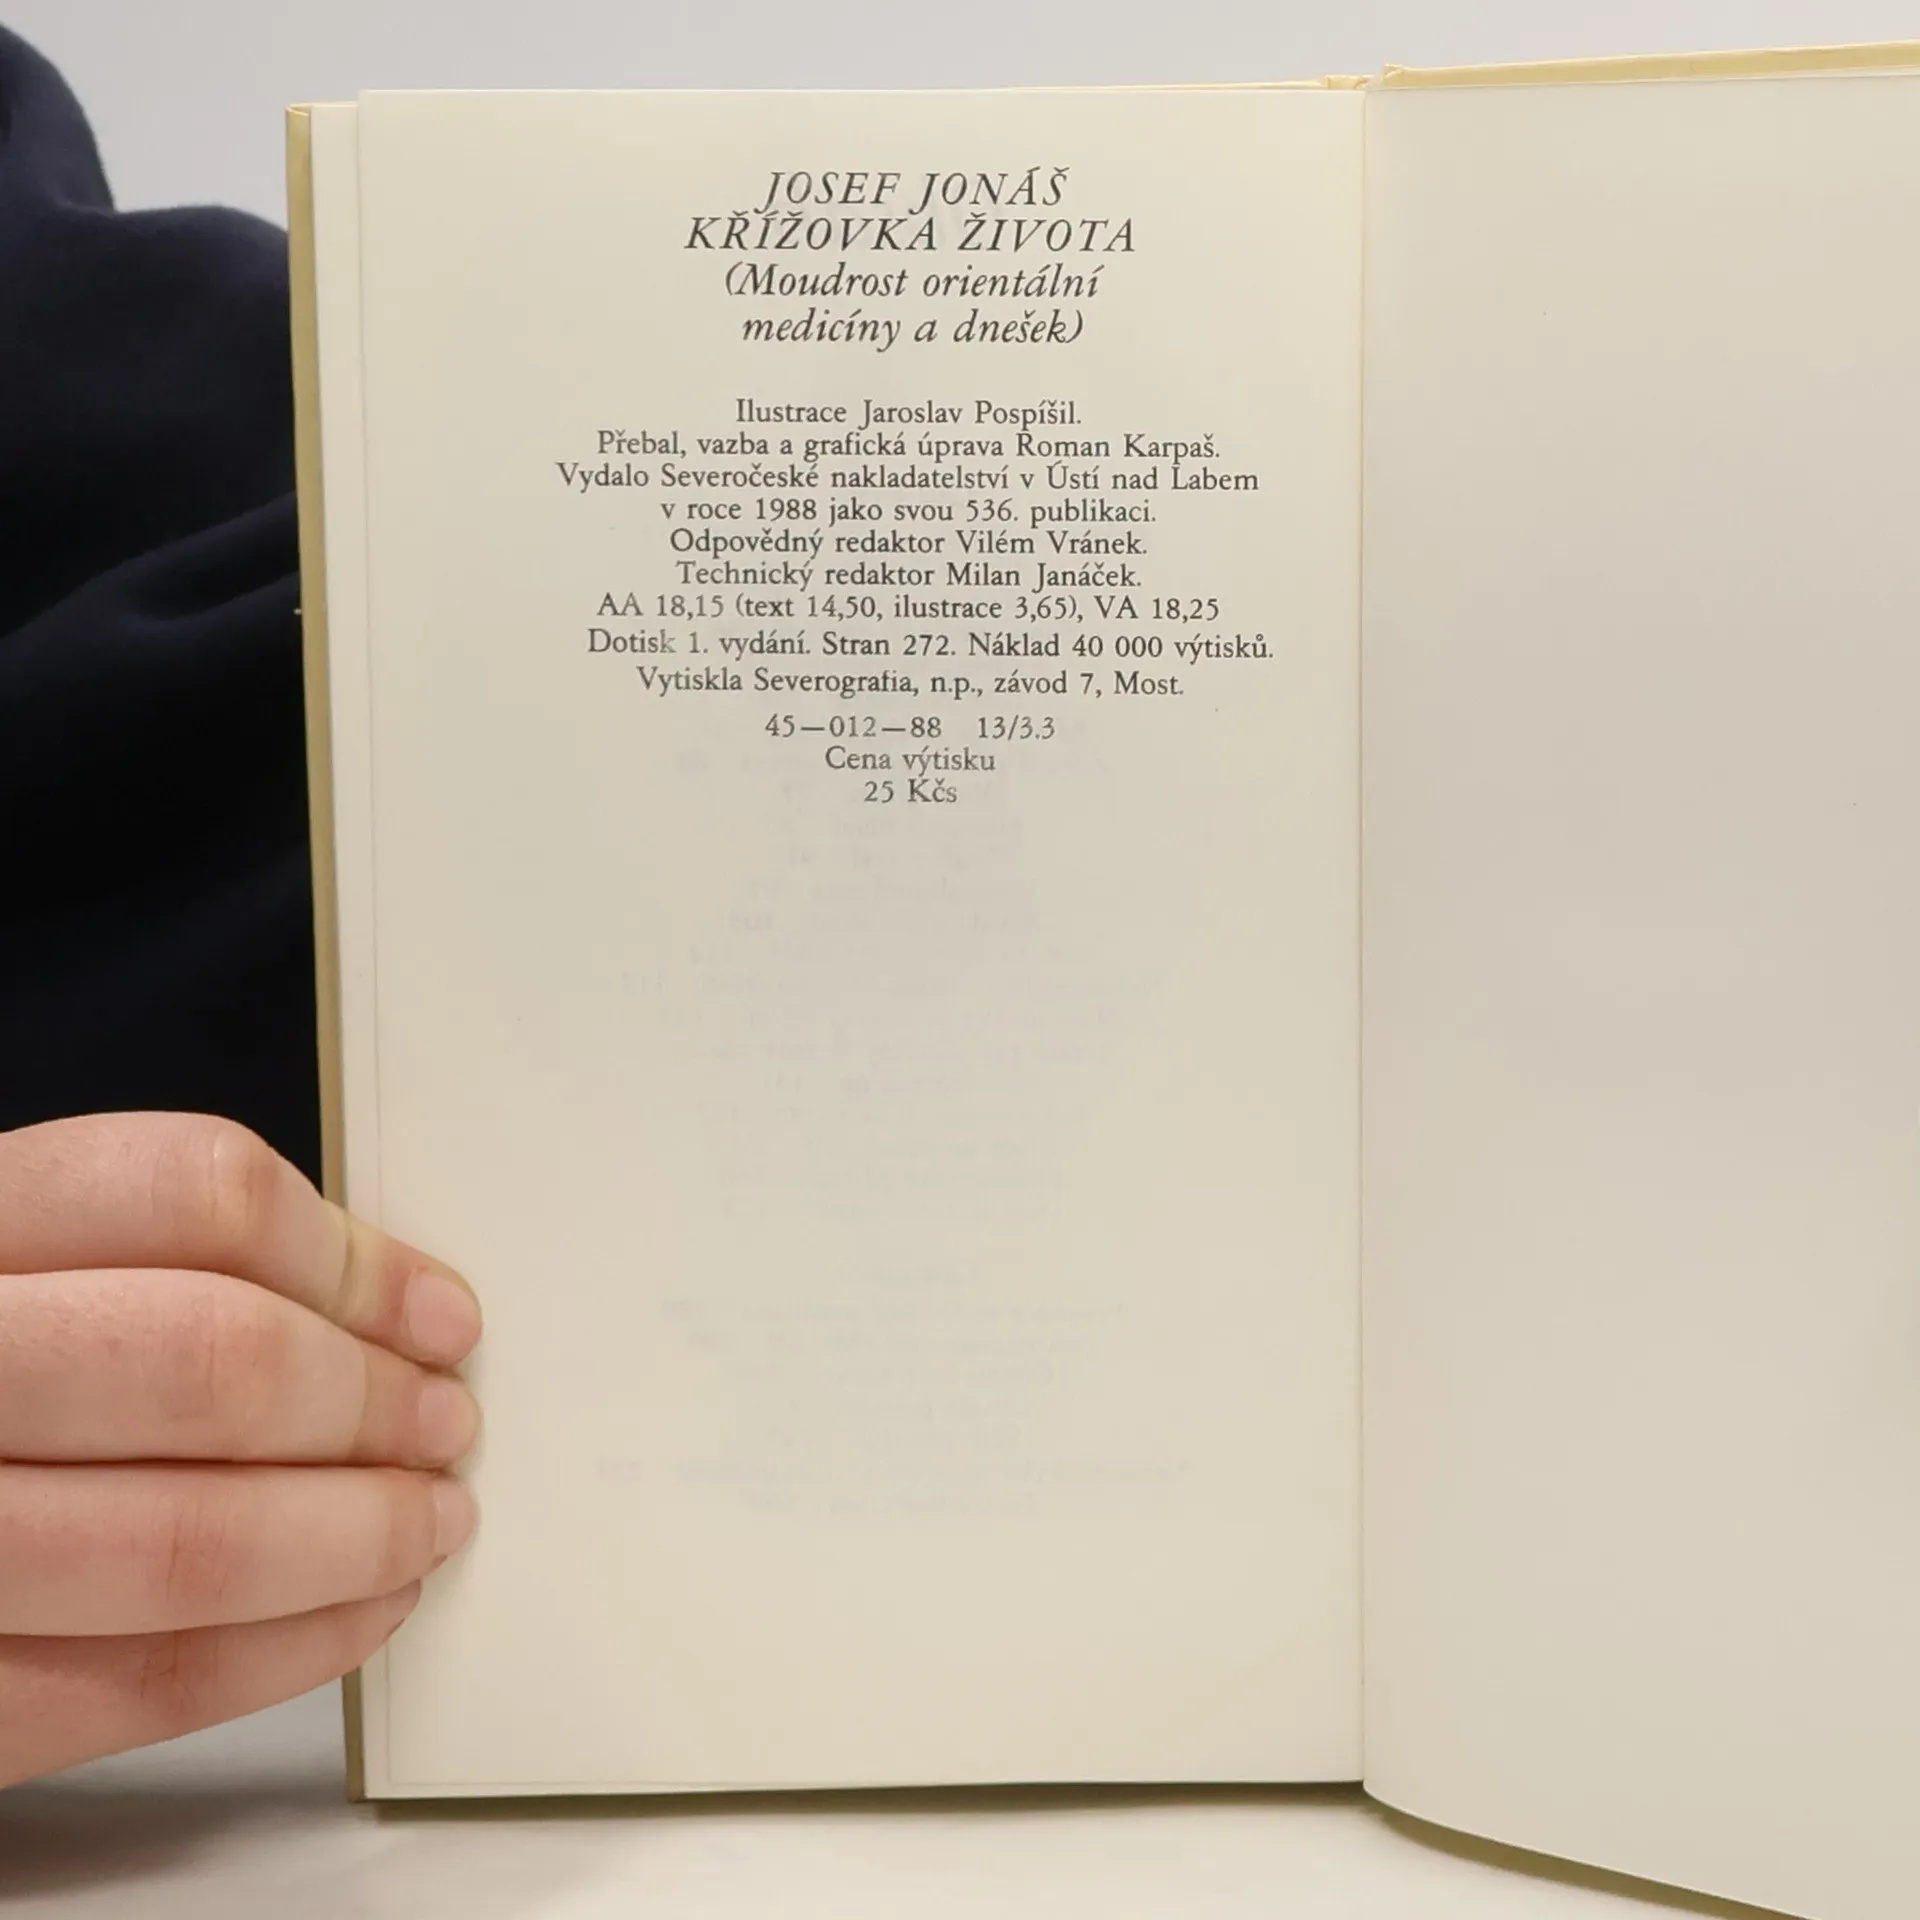 JOSEF JONÁŠ
KŘÍŽOVKA ŽIVOTA
(Moudrost orientální
medicíny a dnešek)
Ilustrace Jaroslav Pospíšil.
Přebal, vazba a grafická úprava Roman Karpaš.
Vydalo Severočeské nakladatelství v Ústí nad Labem
v roce 1988 jako svou 536. publikaci.
Odpovědný redaktor Vilém Vránek.
Technický redaktor Milan Janáček.
AA 18,15 (text 14,50, ilustrace 3,65), VA 18,25
Dotisk 1. vydání. Stran 272. Náklad 40 000 výtisků.
Vytiskla Severografia, n.p., závod 7, Most.
45—012—88 13/3.3
Cena výtisku
25 Kčs